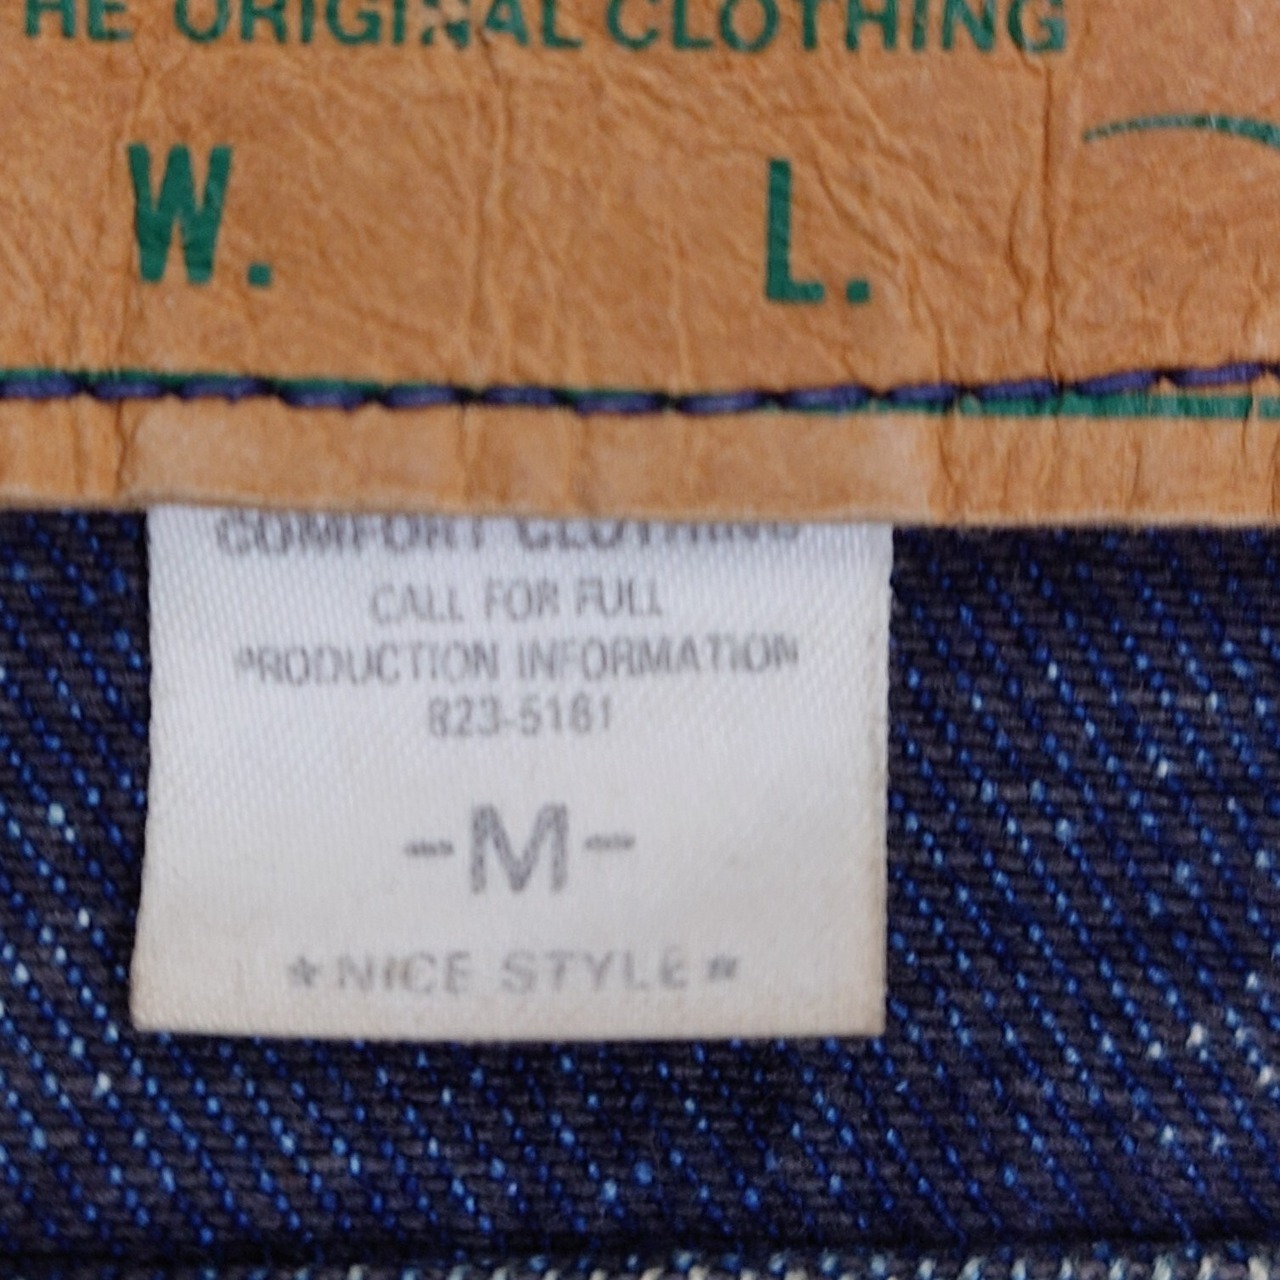 HE ORIGINAL CLOTHING
W. L.
COMFORT CLOTHING
CALL FOR FULL
PRODUCTION INFORMATION
823-5161
-M-
*NICE STYLE*